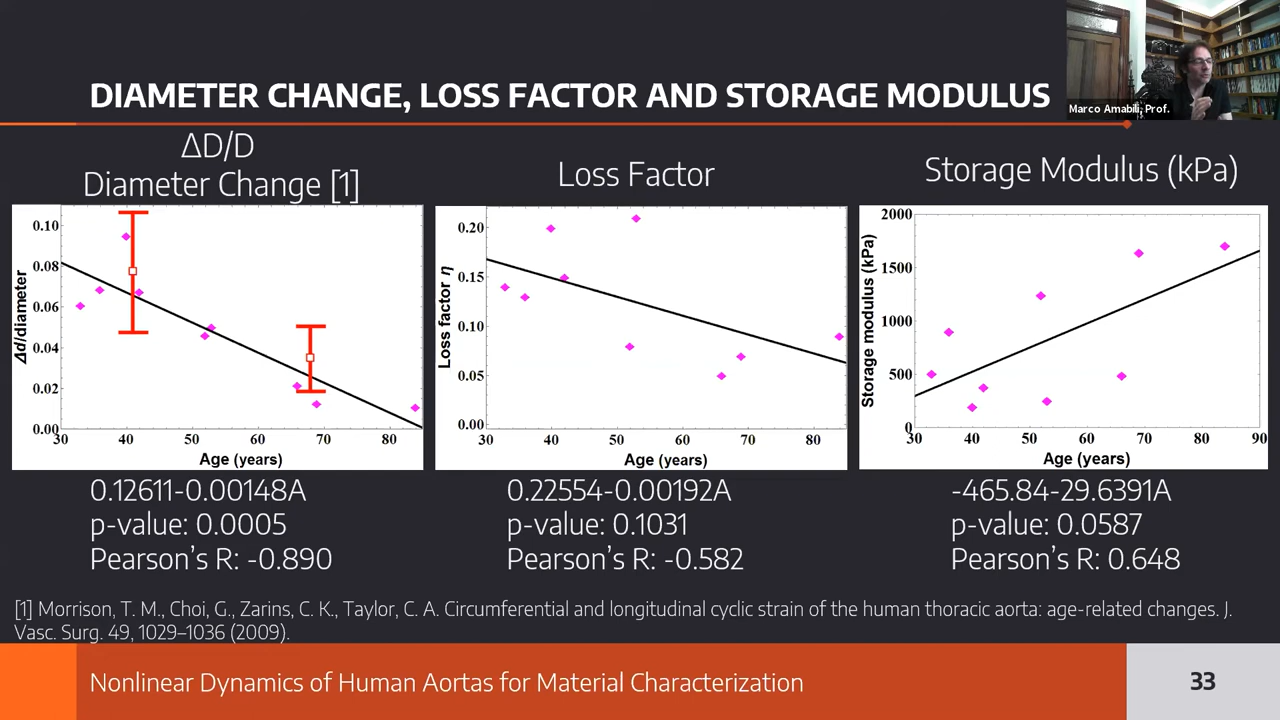 DIAMETER CHANGE, LOSS FACTOR AND STORAGE MODULUS
Marco Amabili, Prof.
ΔD/D
Diameter Change [1]
Loss Factor
Storage Modulus (kPa)
Δd/diameter
0.10
0.08
0.06
0.04
0.02
0.00
30 40 50 60 70 80
Age (years)
Loss factor η
0.20
0.15
0.10
0.05
0.00
30 40 50 60 70 80
Age (years)
Storage modulus (kPa)
2000
1500
1000
500
0
30 40 50 60 70 80 90
Age (years)
0.12611-0.00148A
p-value: 0.0005
Pearson's R: -0.890
0.22554-0.00192A
p-value: 0.1031
Pearson's R: -0.582
-465.84-29.6391A
p-value: 0.0587
Pearson's R: 0.648
[1] Morrison, T. M., Choi, G., Zarins, C. K., Taylor, C. A. Circumferential and longitudinal cyclic strain of the human thoracic aorta: age-related changes. J.
Vasc. Surg. 49, 1029–1036 (2009).
Nonlinear Dynamics of Human Aortas for Material Characterization
33